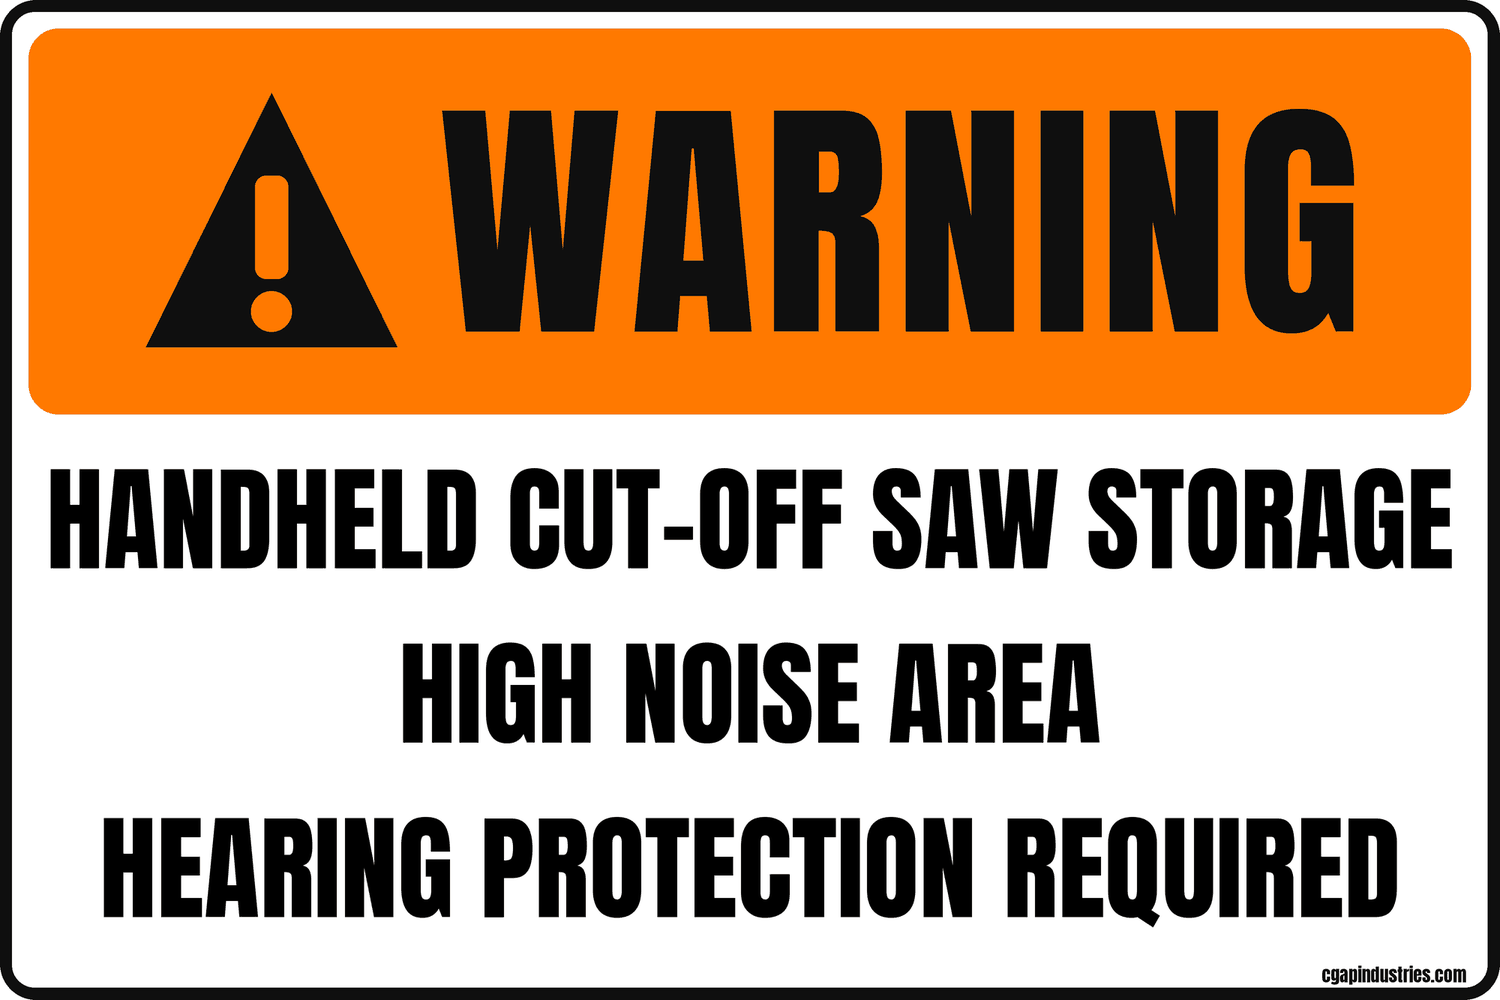 WARNING
HANDHELD CUT-OFF SAW STORAGE
HIGH NOISE AREA
HEARING PROTECTION REQUIRED
cgapindustries.com